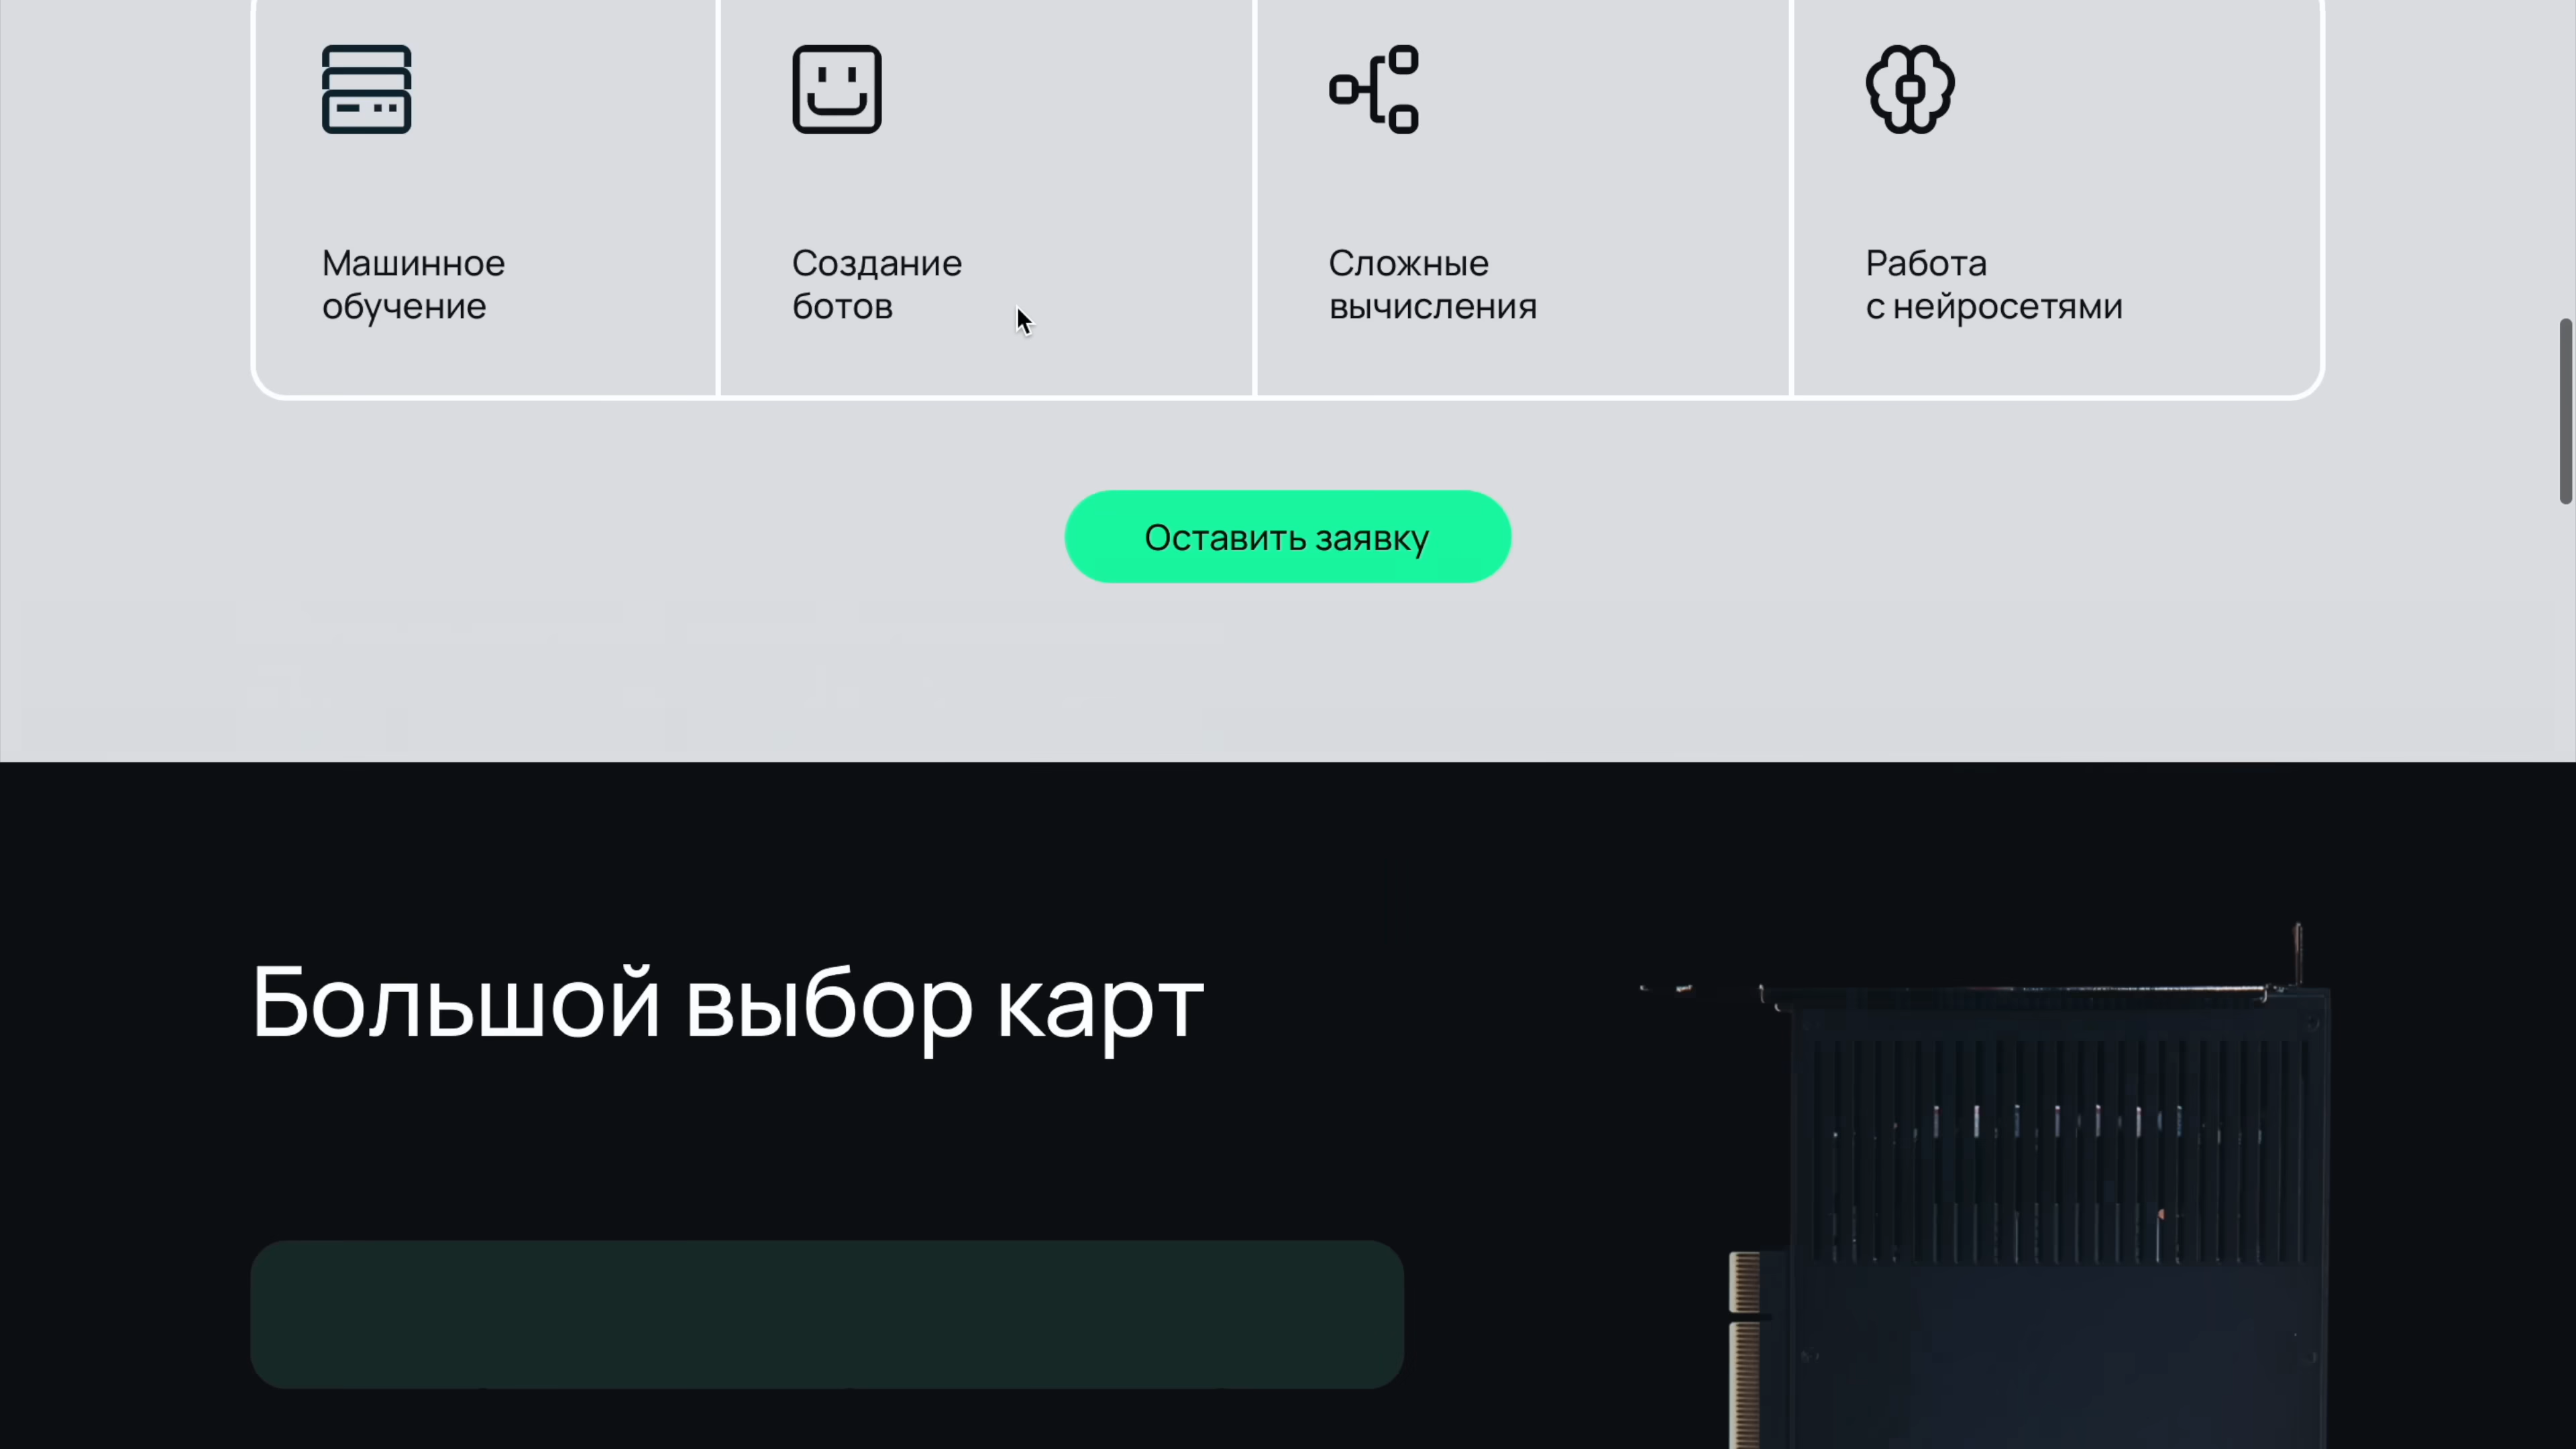 Машинное
обучение
Создание
ботов
Сложные
вычисления
Работа
с нейросетями
Оставить заявку
Большой выбор карт